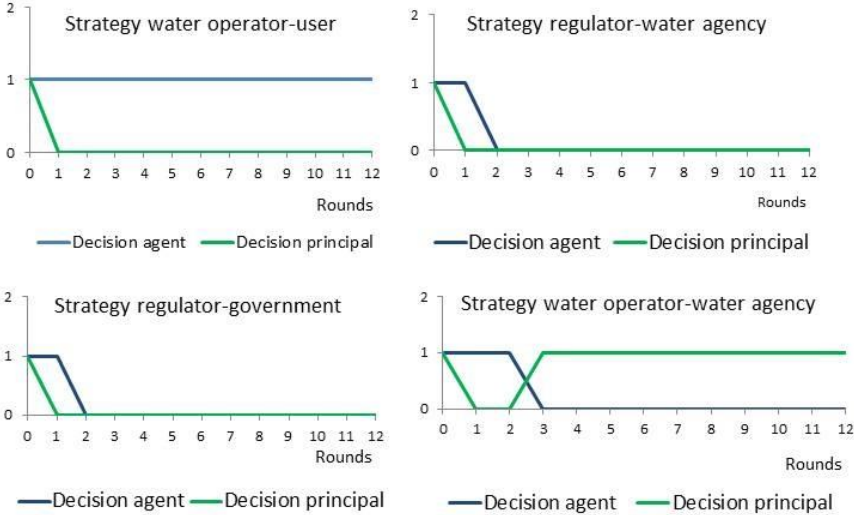 Strategy water operator-user
2
1
0
0 1 2 3 4 5 6 7 8 9 10 11 12
Rounds
Decision agent Decision principal
Strategy regulator-water agency
2
1
0
0 1 2 3 4 5 6 7 8 9 10 11 12
Rounds
Decision agent Decision principal
Strategy regulator-government
2
1
0
0 1 2 3 4 5 6 7 8 9 10 11 12
Rounds
Decision agent Decision principal
Strategy water operator-water agency
2
1
0
0 1 2 3 4 5 6 7 8 9 10 11 12
Rounds
Decision agent Decision principal